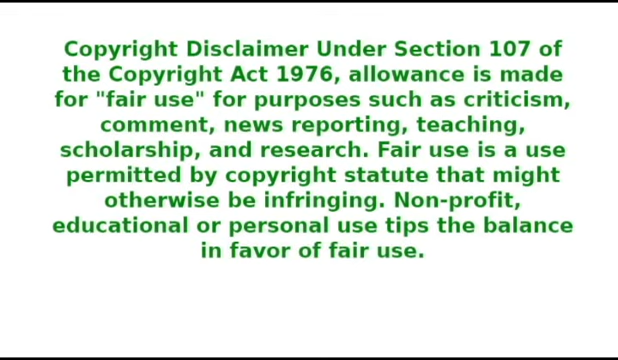 Copyright Disclaimer Under Section 107 of
the Copyright Act 1976, allowance is made
for "fair use" for purposes such as criticism,
comment, news reporting, teaching,
scholarship, and research. Fair use is a use
permitted by copyright statute that might
otherwise be infringing. Non-profit,
educational or personal use tips the balance
in favor of fair use.